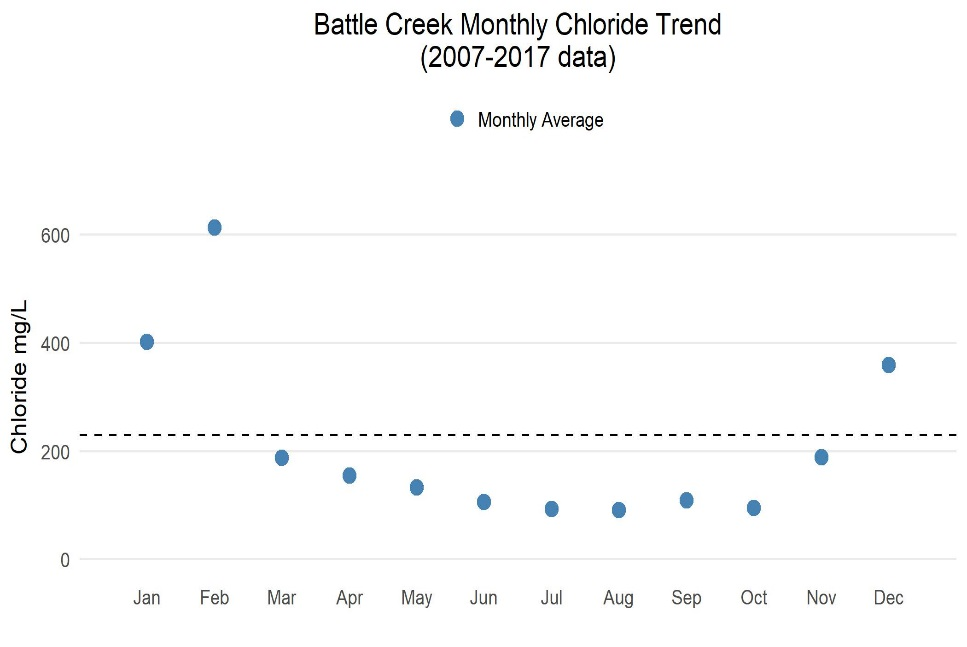 Battle Creek Monthly Chloride Trend
(2007-2017 data)
Monthly Average
Chloride mg/L
600
400
200
0
Jan Feb Mar Apr May Jun Jul Aug Sep Oct Nov Dec